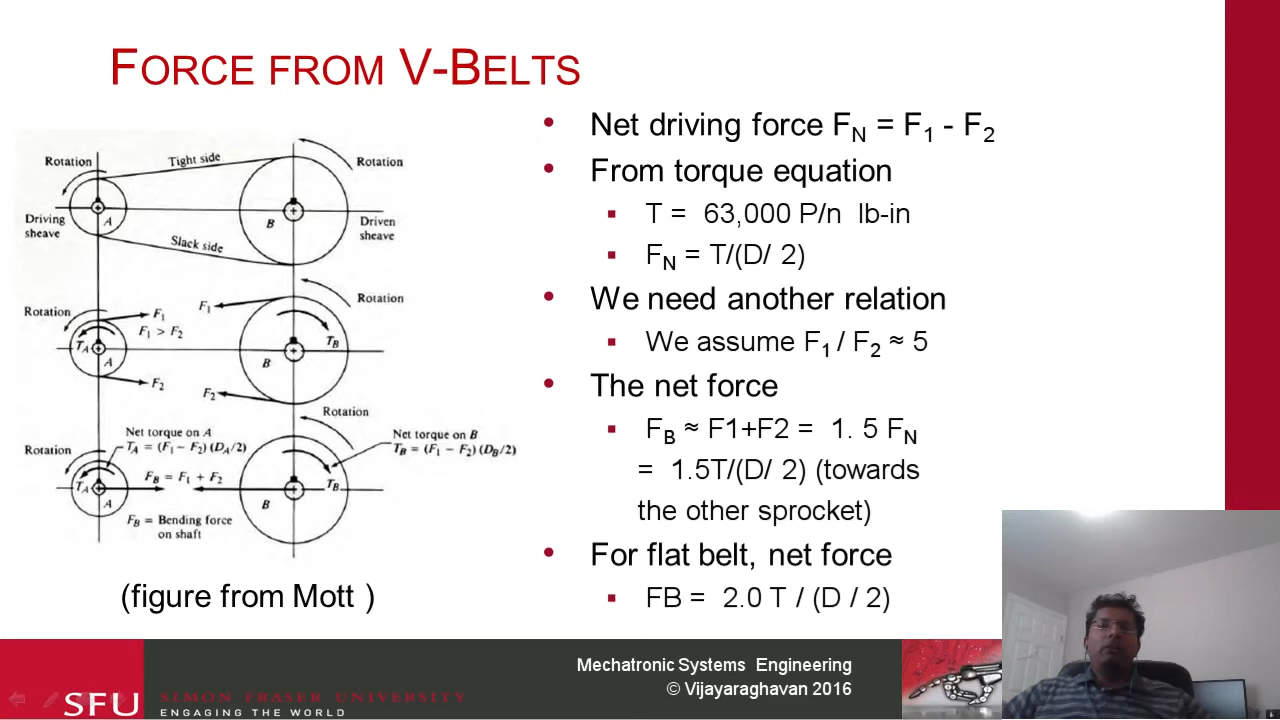 FORCE FROM V-BELTS
Rotation
Tight side
Rotation
Driving
sheave
A
B
Driven
sheave
Slack side
Rotation
F1
F1 > F2
TA
A
F2
F1
Rotation
TB
B
F2
Rotation
Net torque on A
TA = (F1 − F2)(DA/2)
Rotation
FB = F1 + F2
TA
A
FB = Bending force
on shaft
Net torque on B
TB = (F1 − F2)(DB/2)
TB
B
(figure from Mott )
• Net driving force FN = F1 - F2
• From torque equation
▪ T = 63,000 P/n lb-in
▪ FN = T/(D/ 2)
• We need another relation
▪ We assume F1 / F2 ≈ 5
• The net force
▪ FB ≈ F1+F2 = 1. 5 FN
= 1.5T/(D/ 2) (towards
the other sprocket)
• For flat belt, net force
▪ FB = 2.0 T / (D / 2)
SFU
SIMON FRASER UNIVERSITY
ENGAGING THE WORLD
Mechatronic Systems Engineering
© Vijayaraghavan 2016